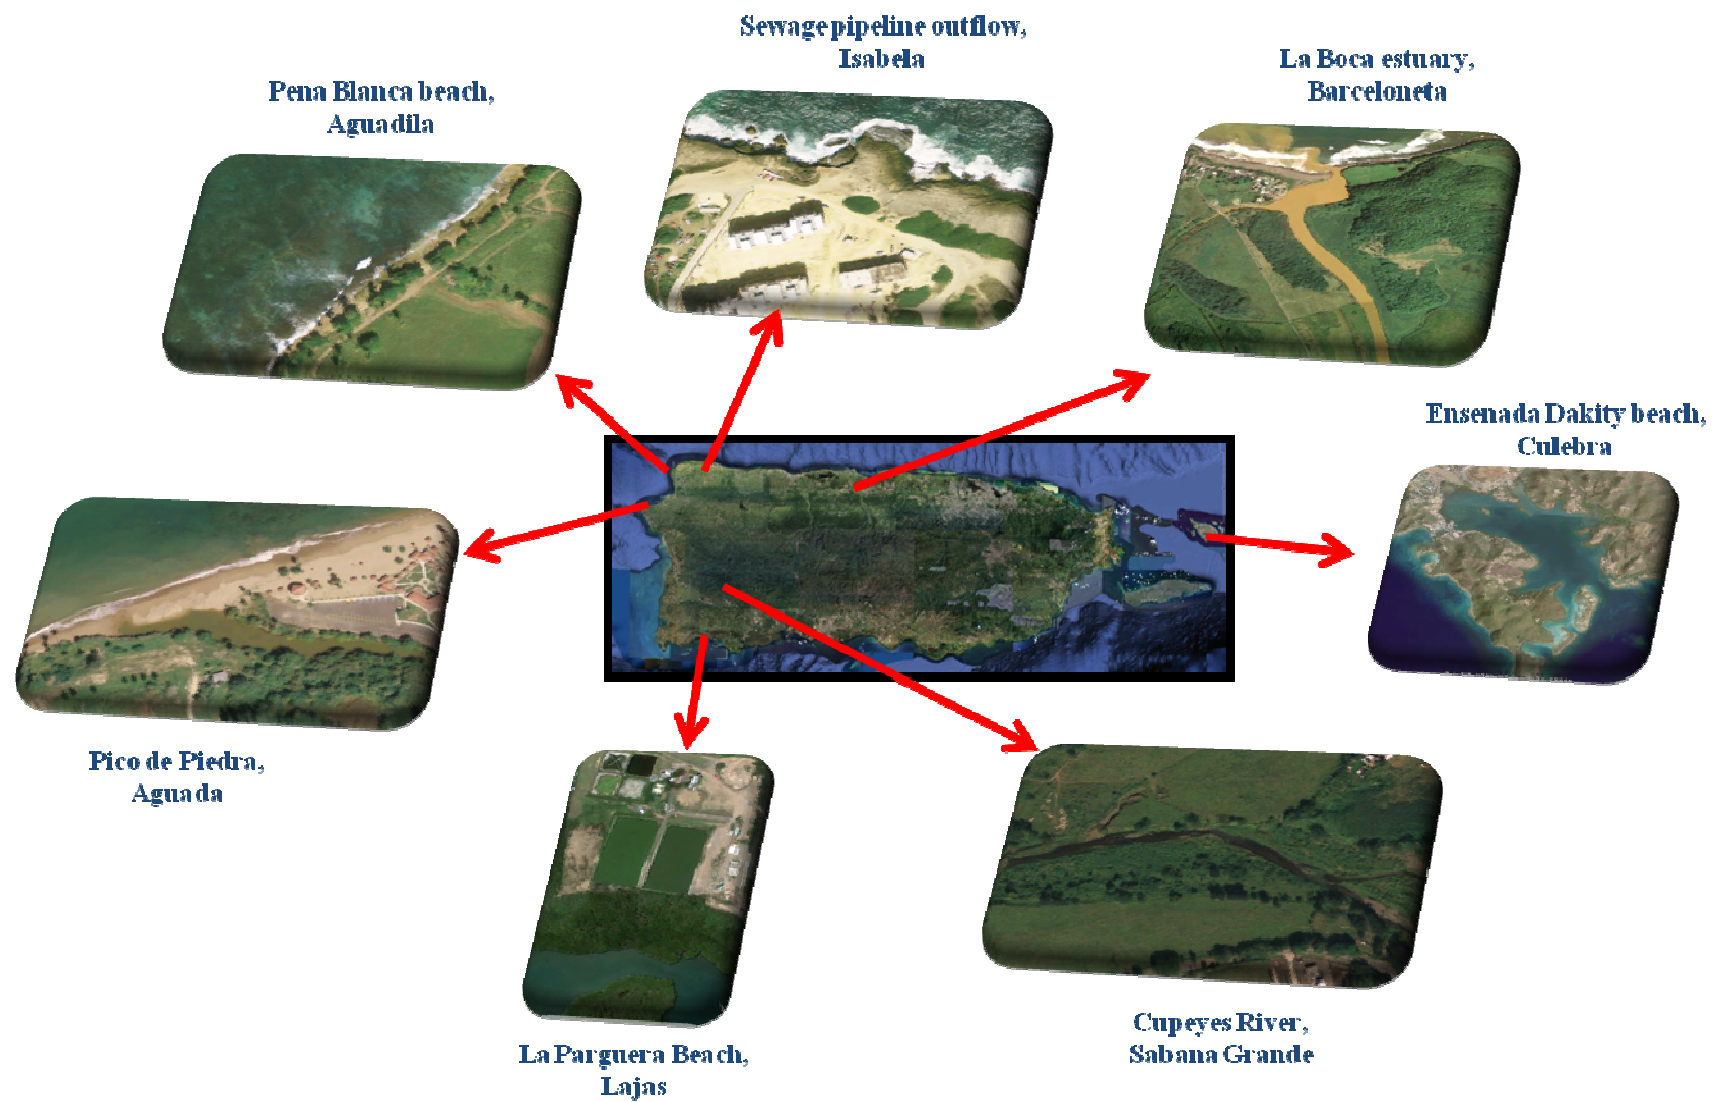 Sewage pipeline outflow,
Isabela
La Boca estuary,
Barceloneta
Pena Blanca beach,
Aguadila
Ensenada Dakity beach,
Culebra
Pico de Piedra,
Aguada
Cupeyes River,
Sabana Grande
La Parguera Beach,
Lajas